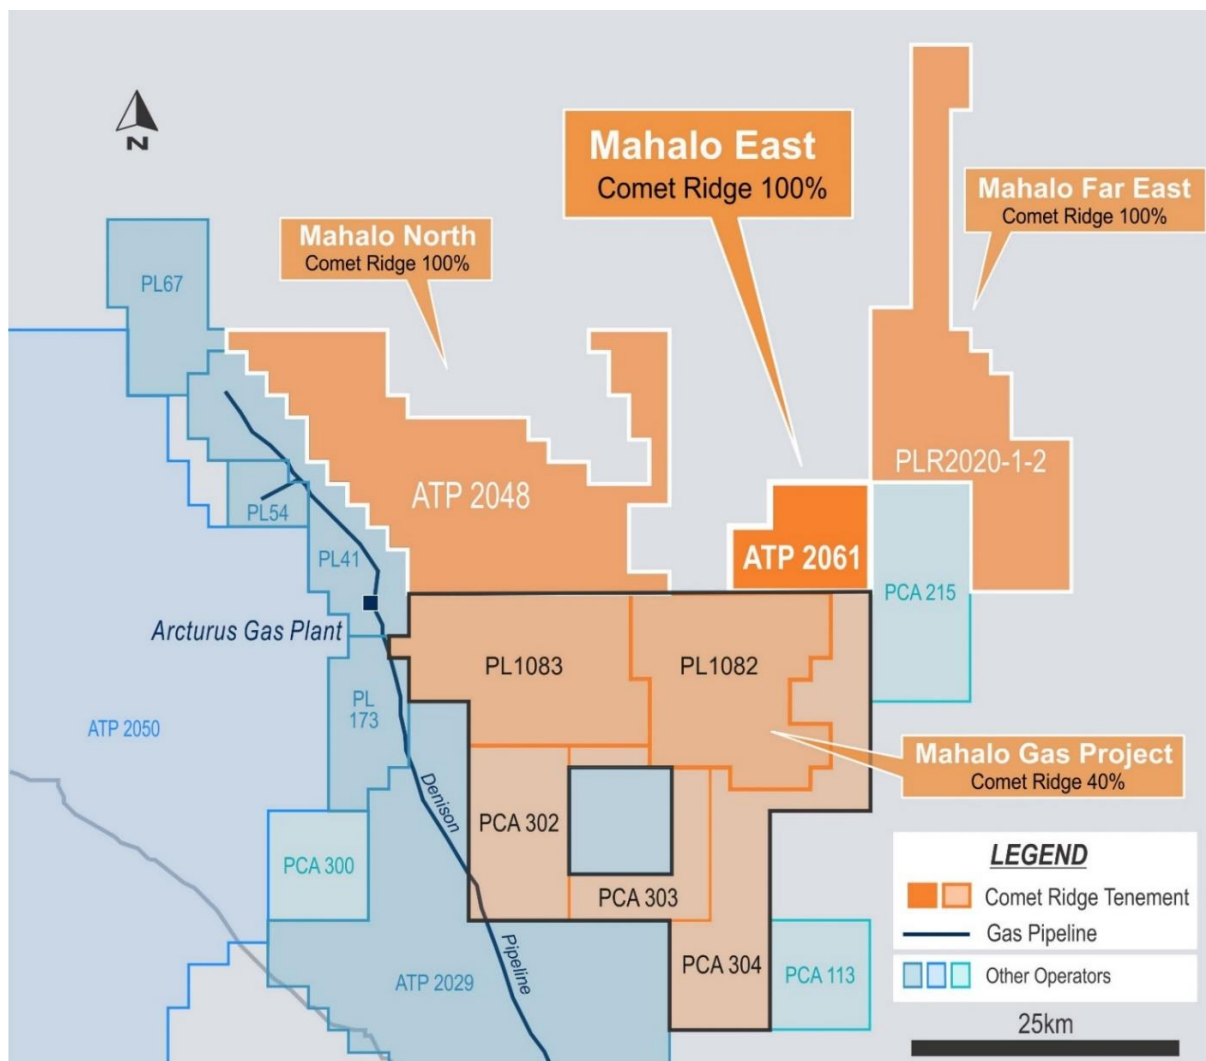 N
Mahalo East
Comet Ridge 100%
Mahalo Far East
Comet Ridge 100%
Mahalo North
Comet Ridge 100%
PL67
PLR2020-1-2
ATP 2048
PL54
ATP 2061
PL41
PCA 215
Arcturus Gas Plant
PL1083
PL1082
PL
173
ATP 2050
Mahalo Gas Project
Comet Ridge 40%
Denison
Pipeline
PCA 302
PCA 300
PCA 303
PCA 304
PCA 113
ATP 2029
LEGEND
Comet Ridge Tenement
Gas Pipeline
Other Operators
25km